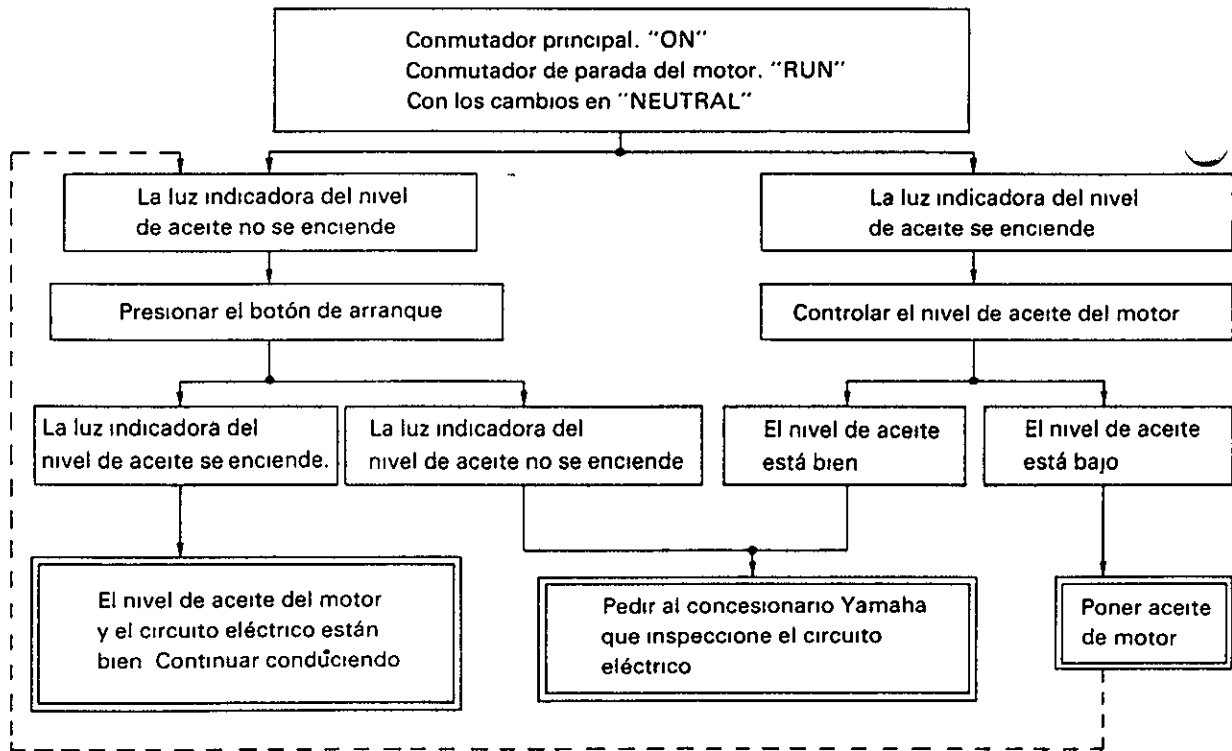 Conmutador principal. "ON"
Conmutador de parada del motor. "RUN"
Con los cambios en "NEUTRAL"
La luz indicadora del nivel
de aceite no se enciende
La luz indicadora del nivel
de aceite se enciende
Presionar el botón de arranque
Controlar el nivel de aceite del motor
La luz indicadora del
nivel de aceite se enciende.
La luz indicadora del
nivel de aceite no se enciende
El nivel de aceite
está bien
El nivel de aceite
está bajo
El nivel de aceite del motor
y el circuito eléctrico están
bien Continuar conduciendo
Pedir al concesionario Yamaha
que inspeccione el circuito
eléctrico
Poner aceite
de motor